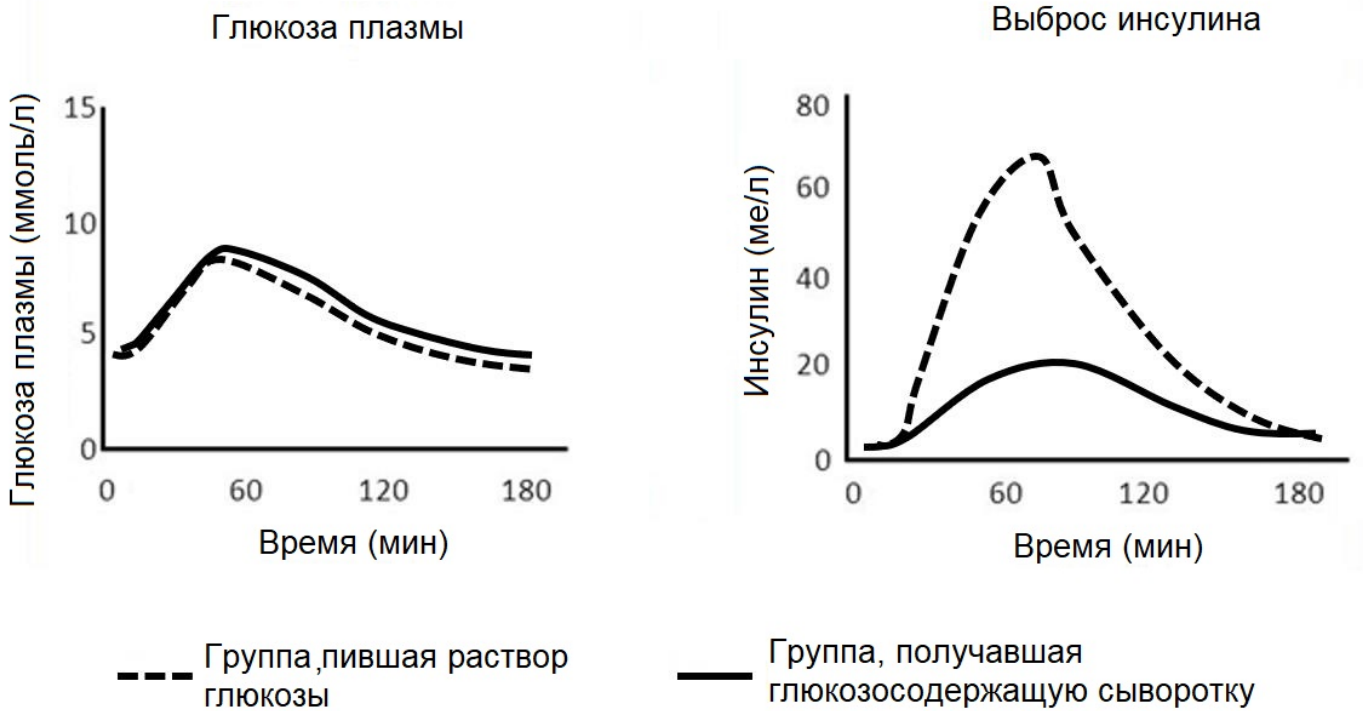 Глюкоза плазмы
Глюкоза плазмы (ммоль/л)
15
10
5
0
0 60 120 180
Время (мин)
Выброс инсулина
Инсулин (ме/л)
80
60
40
20
0
0 60 120 180
Время (мин)
Группа,пившая раствор
глюкозы
Группа, получавшая
глюкозосодержащую сыворотку